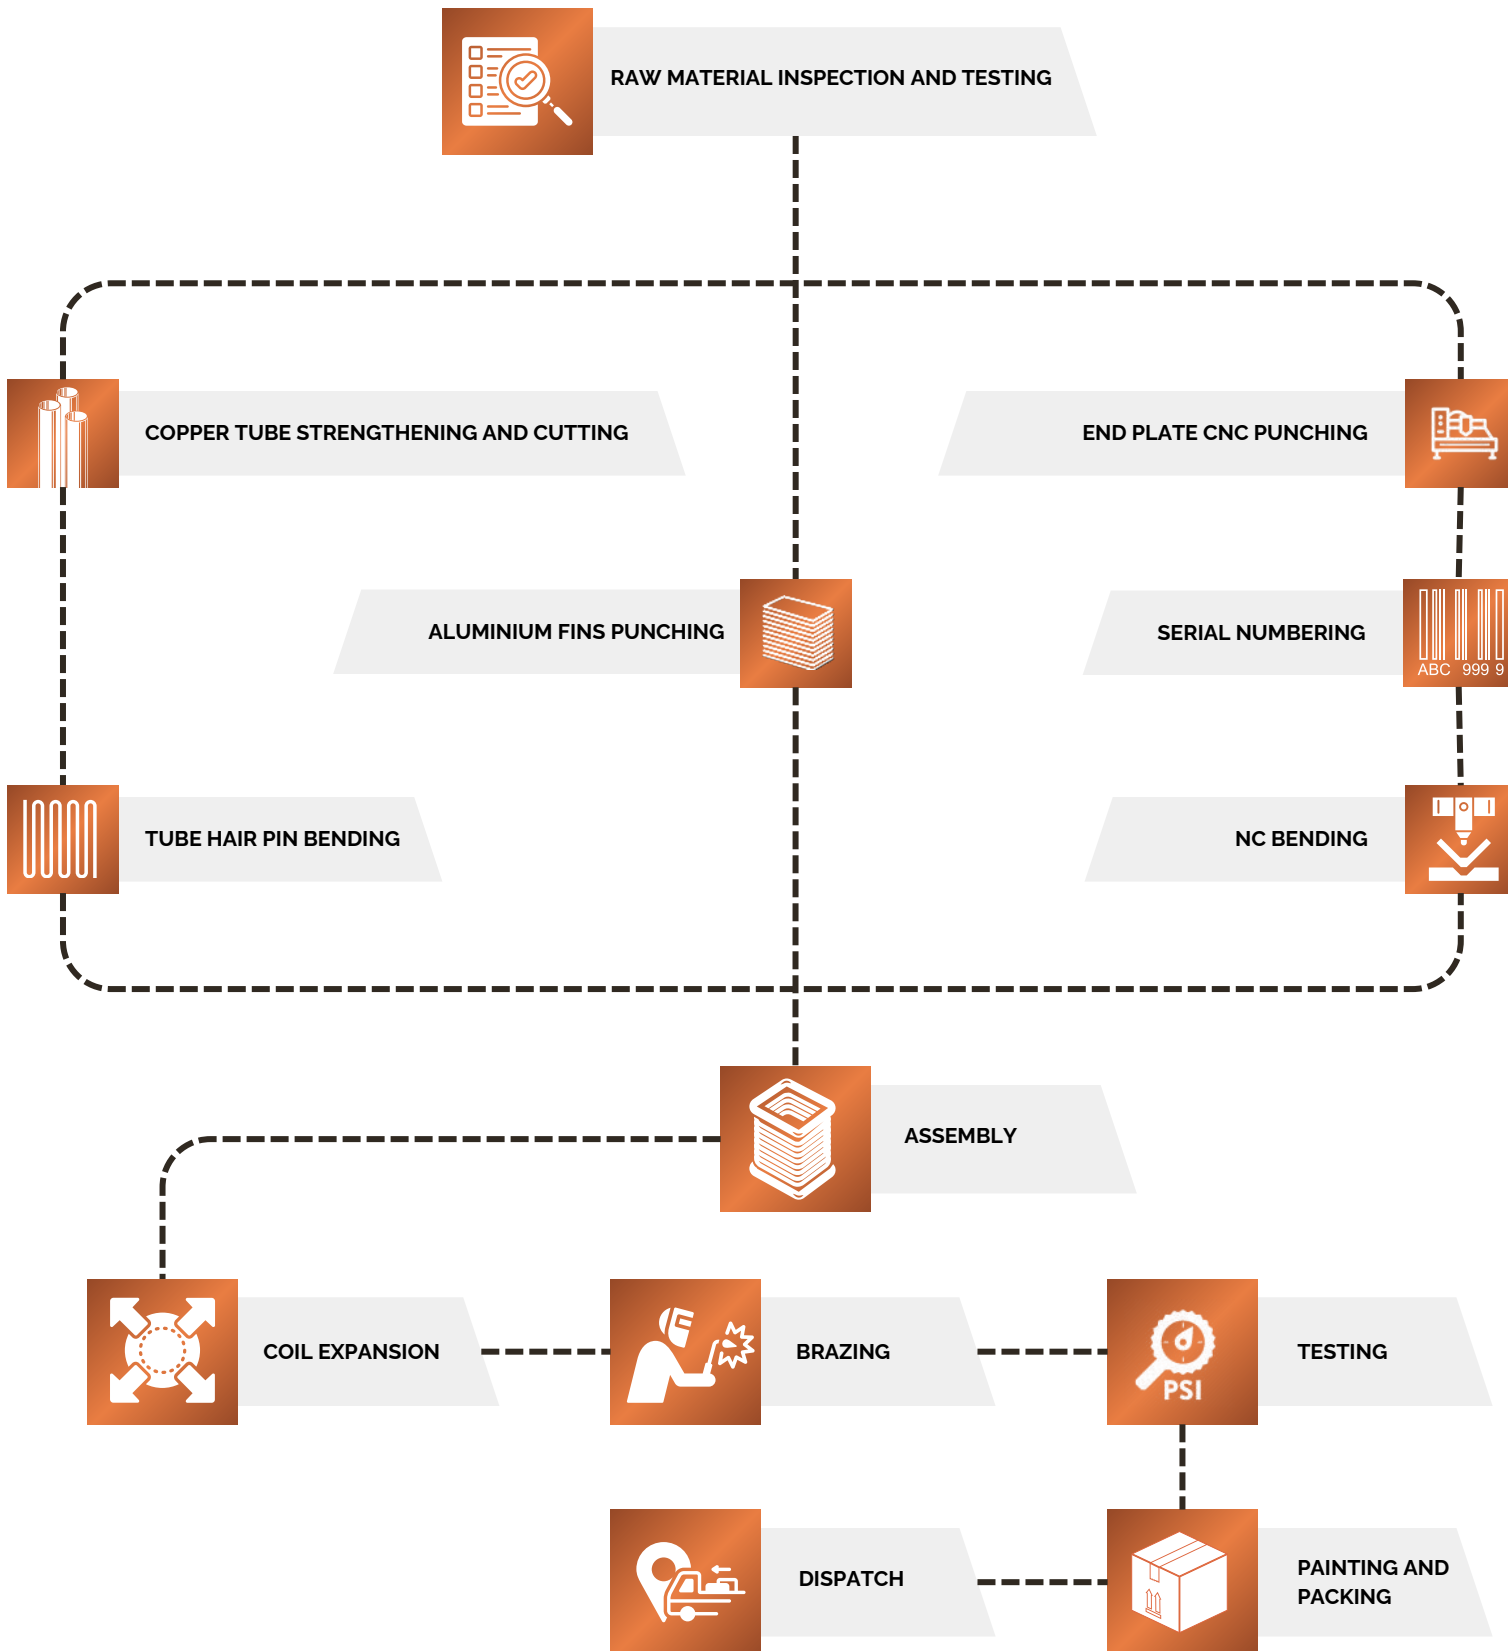 RAW MATERIAL INSPECTION AND TESTING
COPPER TUBE STRENGTHENING AND CUTTING
END PLATE CNC PUNCHING
ALUMINIUM FINS PUNCHING
SERIAL NUMBERING
ABC 999 9
TUBE HAIR PIN BENDING
NC BENDING
ASSEMBLY
COIL EXPANSION
BRAZING
PSI
TESTING
DISPATCH
PAINTING AND
PACKING